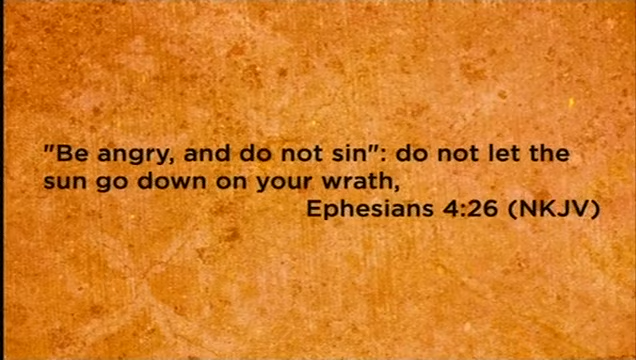 "Be angry, and do not sin": do not let the
sun go down on your wrath,
Ephesians 4:26 (NKJV)